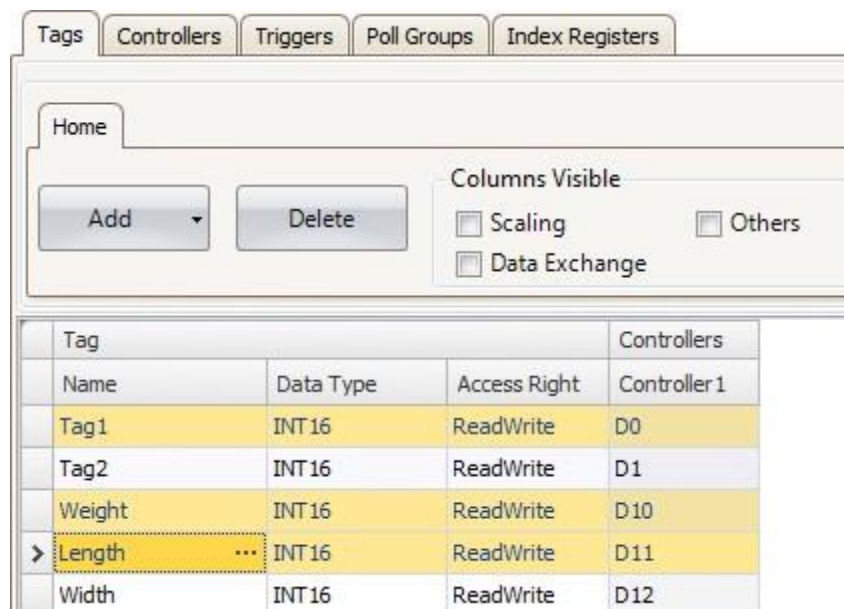 Tags Controllers Triggers Poll Groups Index Registers
Home
Columns Visible
Add Delete Scaling Others
Data Exchange
Tag Controllers
Name Data Type Access Right Controller1
Tag1 INT16 ReadWrite D0
Tag2 INT16 ReadWrite D1
Weight INT16 ReadWrite D10
Length ... INT16 ReadWrite D11
Width INT16 ReadWrite D12